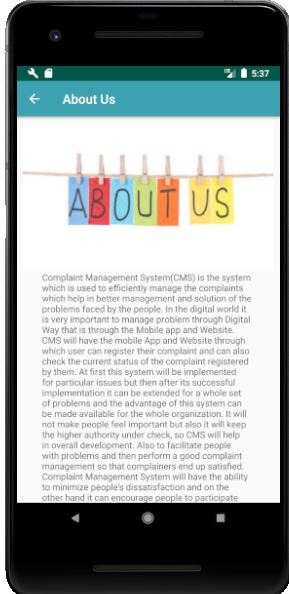 5:37
About Us
ABOUT US
Complaint Management System(CMS) is the system
which is used to efficiently manage the complaints
which help in better management and solution of the
problems faced by the people. In the digital world it
is very important to manage problem through Digital
Way that is through the Mobile app and Website.
CMS will have the mobile App and Website through
which user can register their complaint and can also
check the current status of the complaint registered
by them. At first this system will be implemented
for particular issues but then after its successful
implementation it can be extended for a whole set
of problems and the advantage of this system can
be made available for the whole organization. It will
not make people feel important but also it will keep
the higher authority under check, so CMS will help
in overall development. Also to facilitate people
with problems and then perform a good complaint
management so that complainers end up satisfied.
Complaint Management System will have the ability
to minimize people's dissatisfaction and on the
other hand it can encourage people to participate